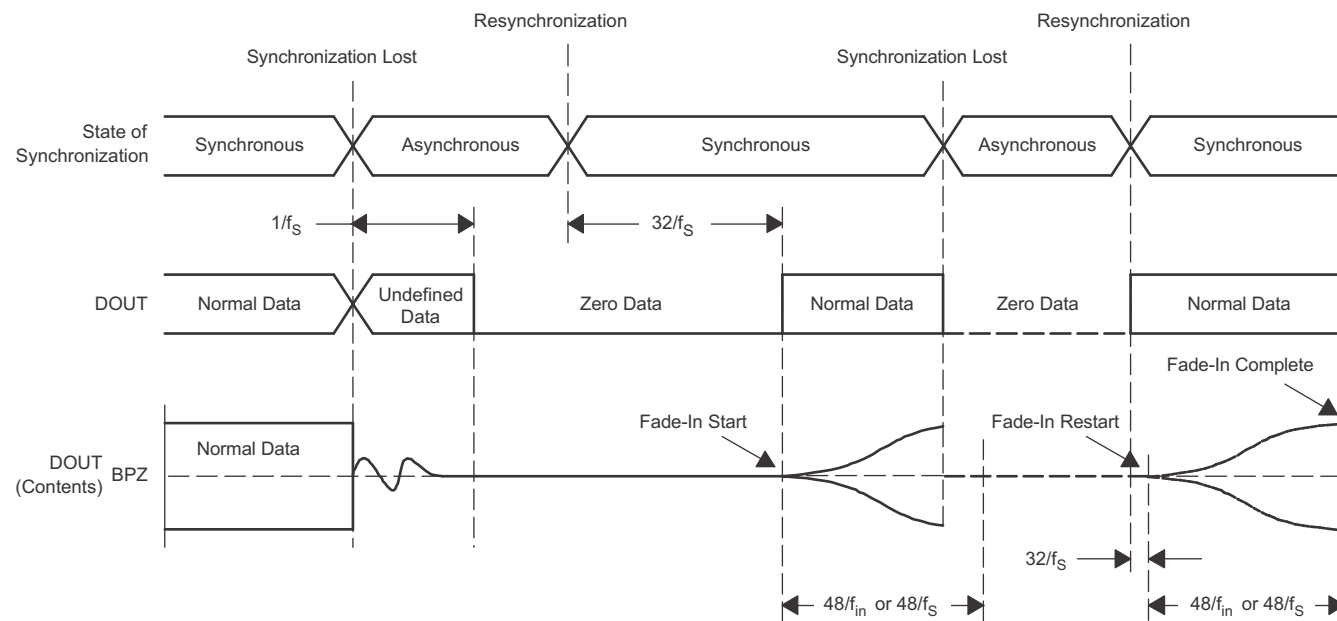 Resynchronization
Resynchronization
Synchronization Lost
Synchronization Lost
State of
Synchronization
Synchronous
Asynchronous
Synchronous
Asynchronous
Synchronous
1/fS
32/fS
DOUT
Normal Data
Undefined
Data
Zero Data
Normal Data
Zero Data
Normal Data
Fade-In Complete
Fade-In Start
Fade-In Restart
Normal Data
DOUT
(Contents)
BPZ
32/fS
48/fin or 48/fS
48/fin or 48/fS